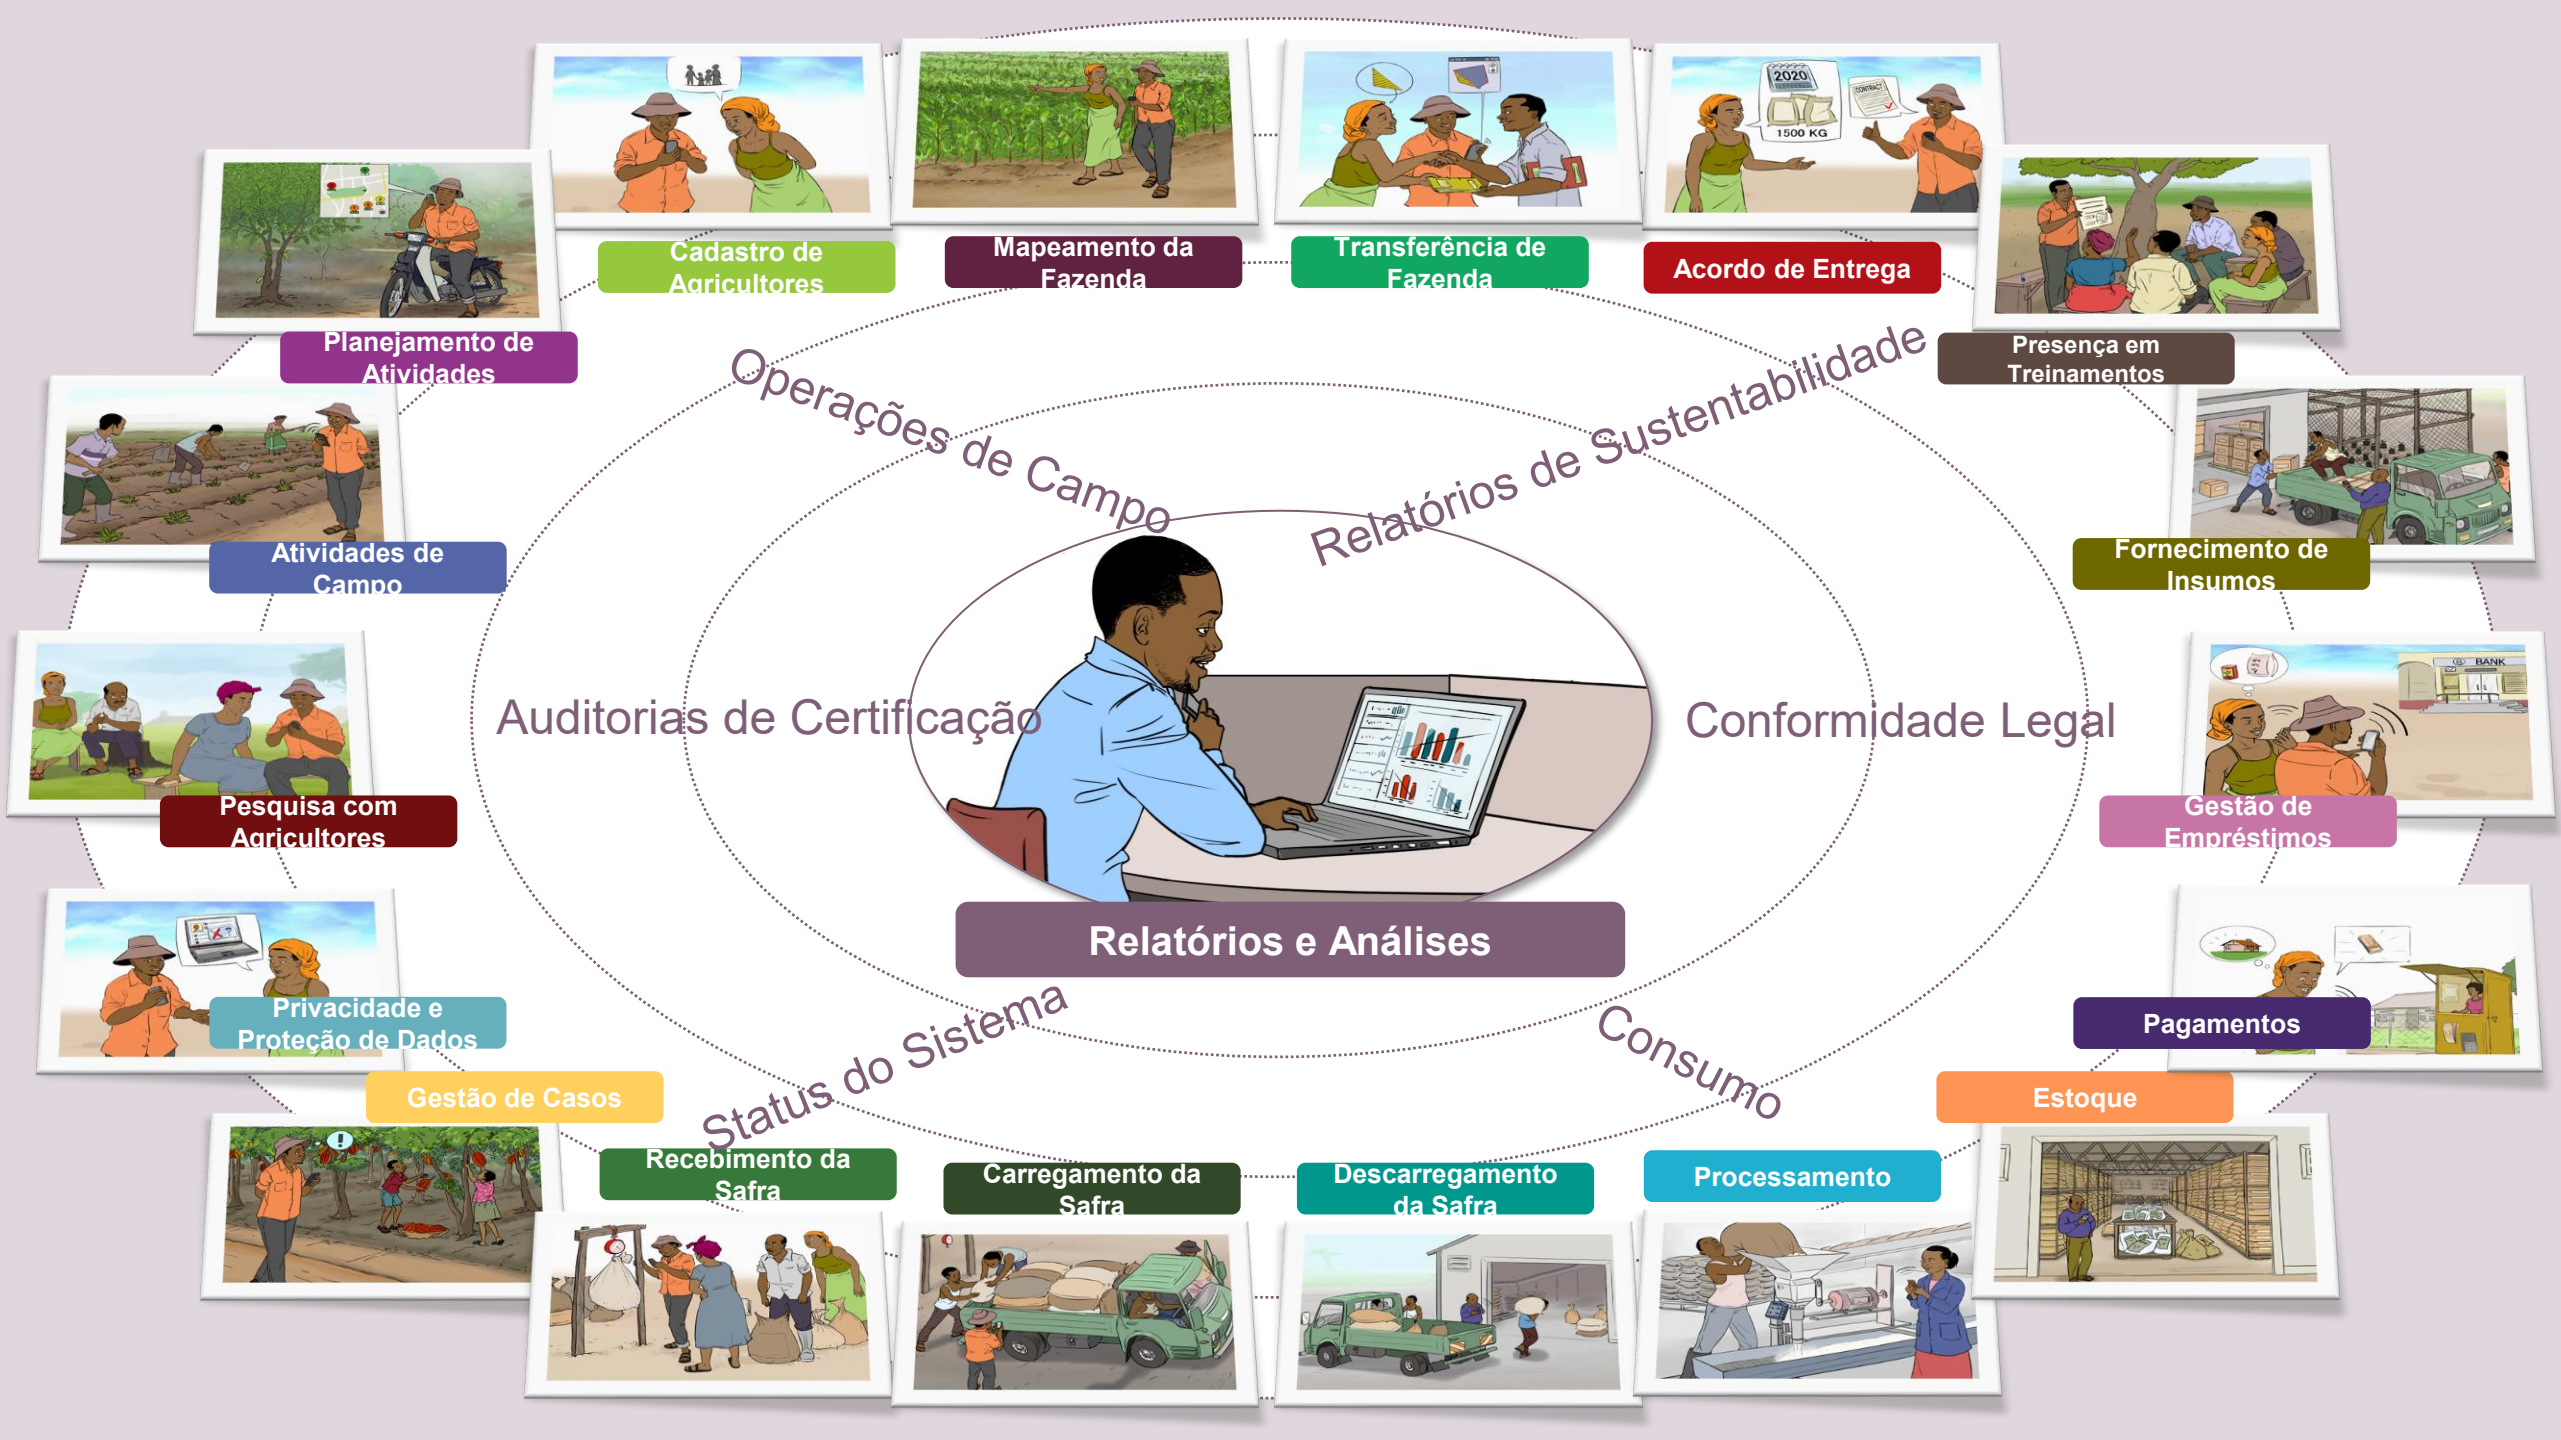 2020
1500 KG
CONTRACT
Cadastro de
Agricultores
Mapeamento da
Fazenda
Transferência de
Fazenda
Acordo de Entrega
Planejamento de
Atividades
Presença em
Treinamentos
Operações de Campo
Relatórios de Sustentabilidade
Atividades de
Campo
Fornecimento de
Insumos
BANK
Auditorias de Certificação
Conformidade Legal
Pesquisa com
Agricultores
Gestão de
Empréstimos
Relatórios e Análises
Privacidade e
Proteção de Dados
Pagamentos
Status do Sistema
Consumo
Gestão de Casos
Estoque
Recebimento da
Safra
Carregamento da
Safra
Descarregamento
da Safra
Processamento
!